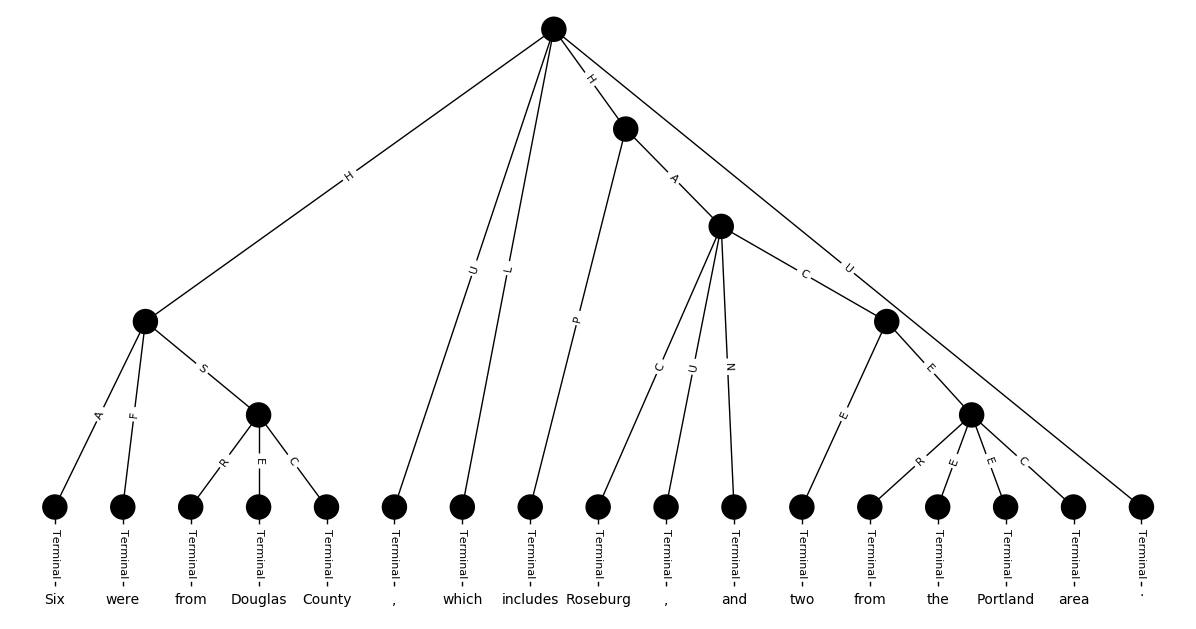 H
H
A
H
U
L
U
C
P
A
F
S
C
U
N
E
E
R
E
C
R
E
E
C
Terminal Terminal Terminal Terminal Terminal Terminal Terminal Terminal Terminal Terminal Terminal Terminal Terminal Terminal Terminal Terminal Terminal
Six were from Douglas County , which includes Roseburg , and two from the Portland area .